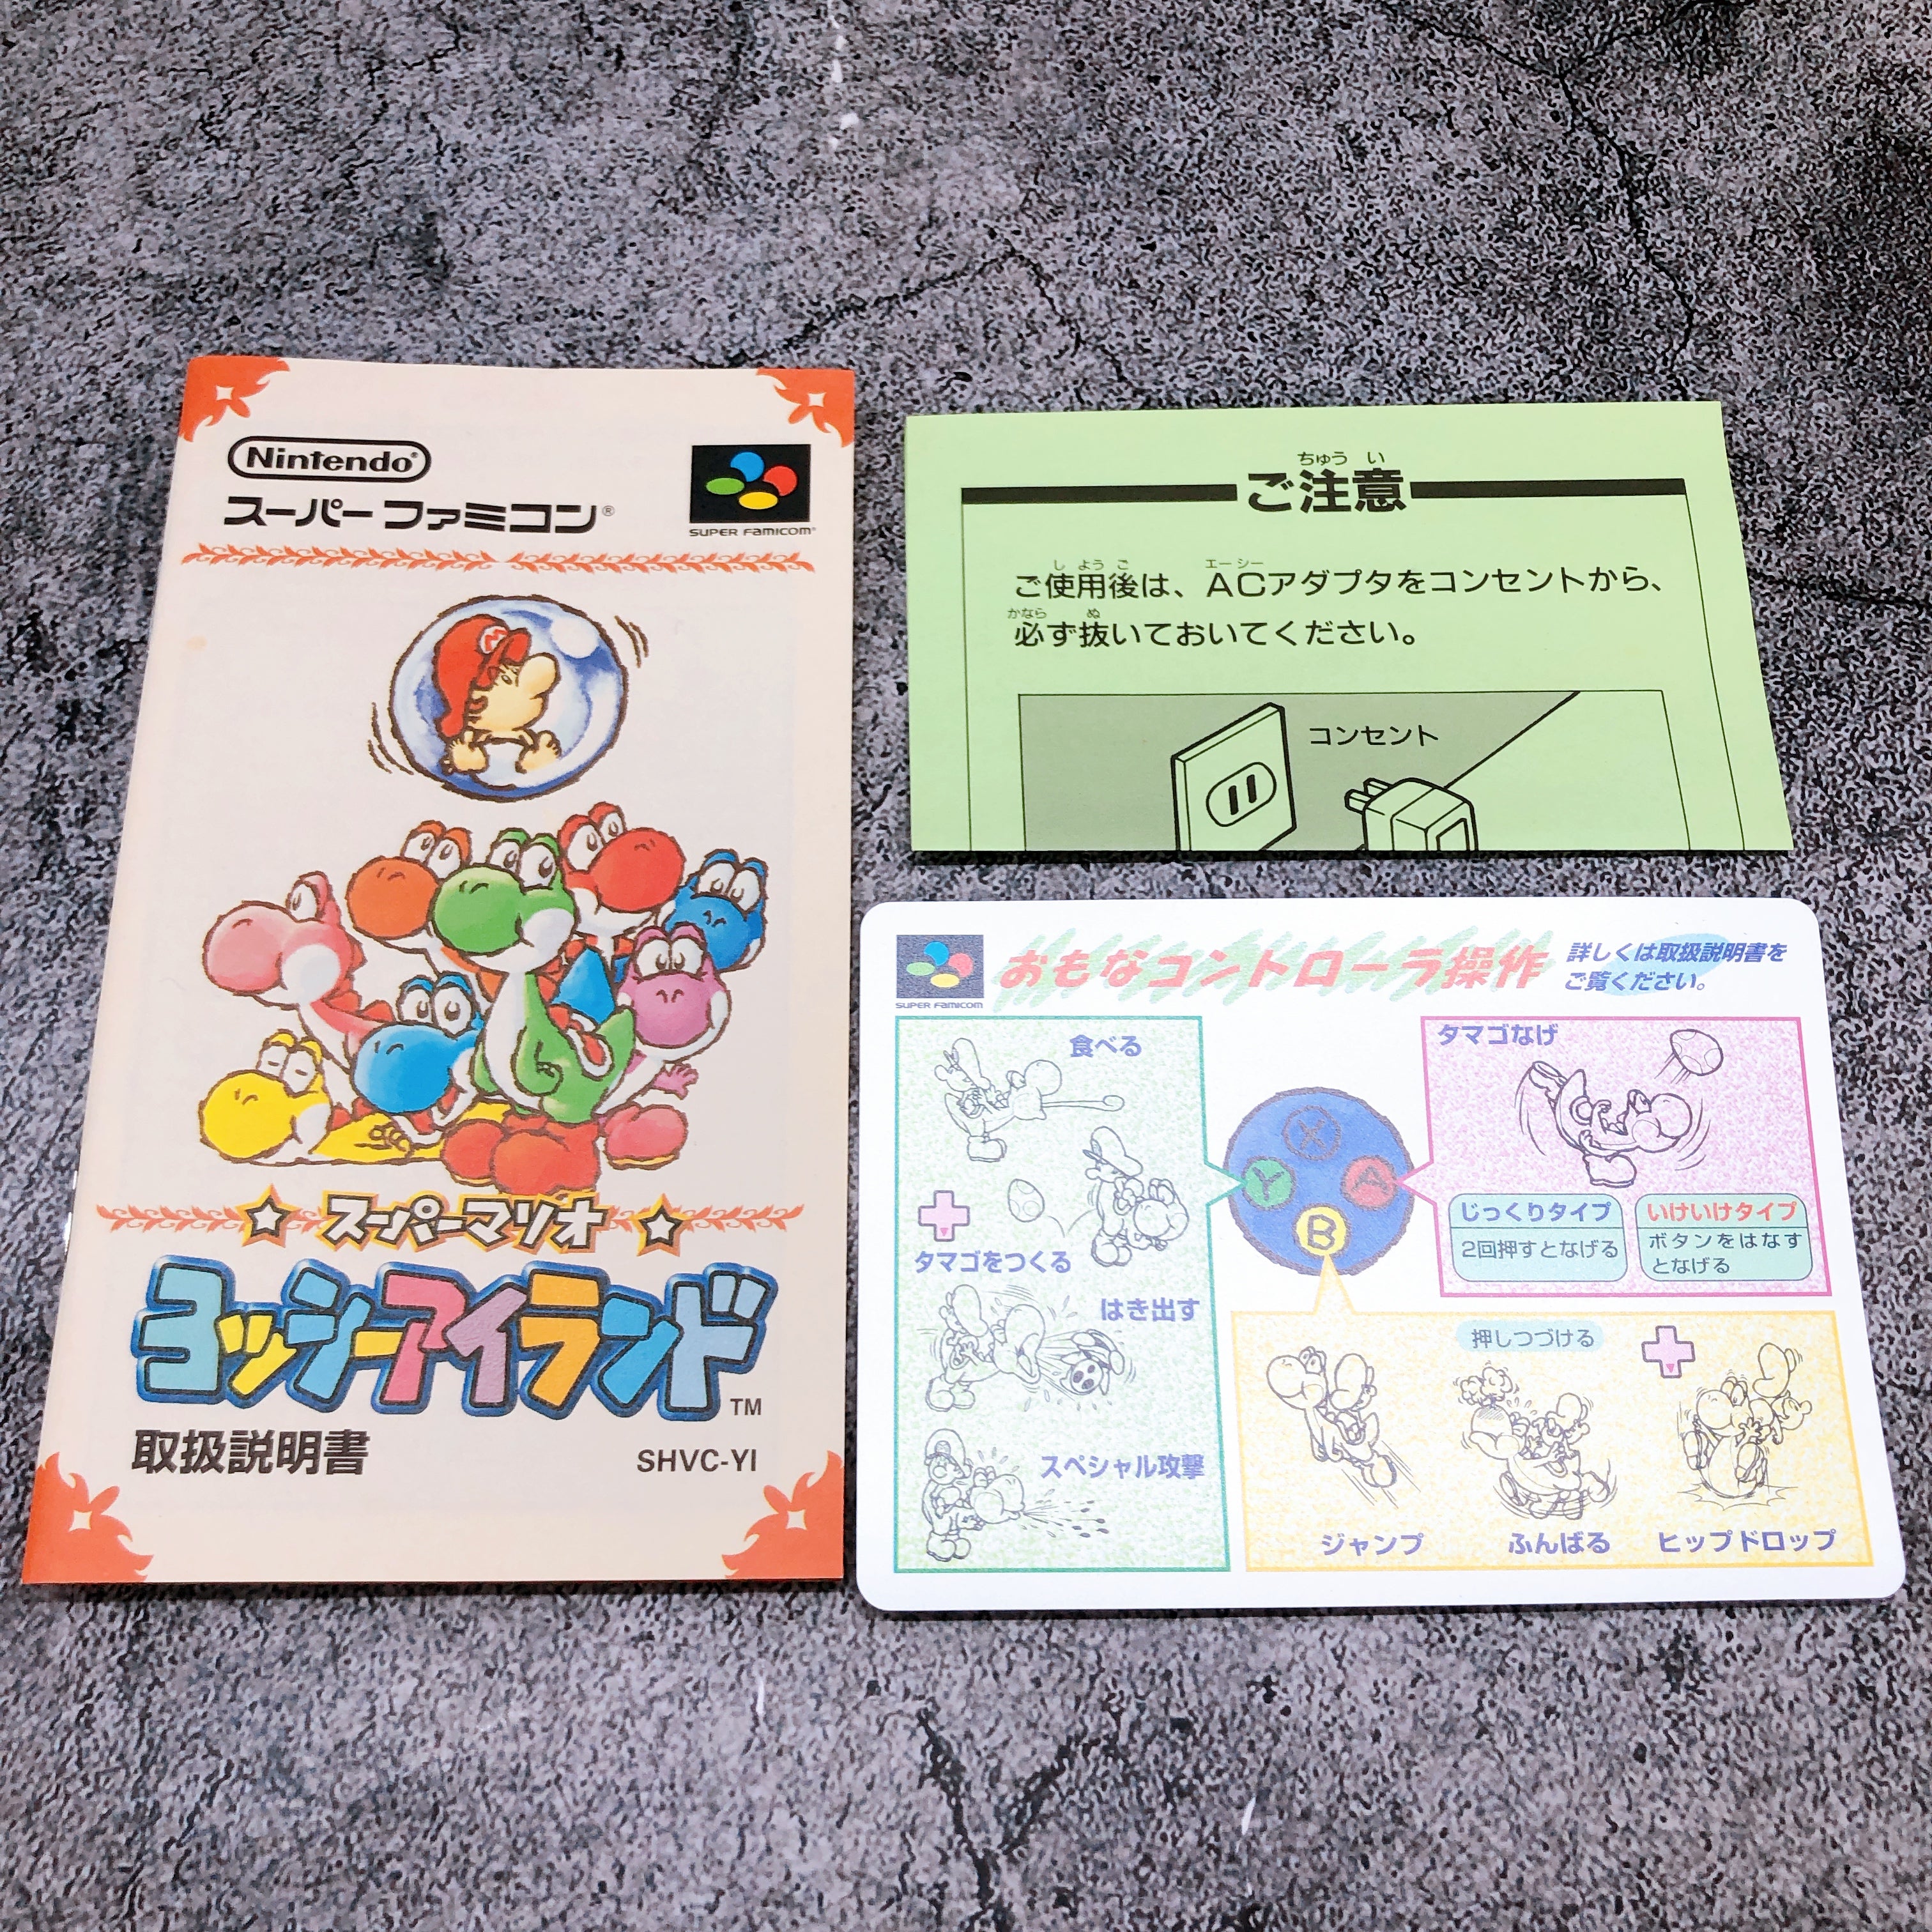 Nintendo®
スーパーファミコン®
SUPER FAMICOM®
M
スーパーマリオ
ヨッシーアイランド™
取扱説明書
SHVC-YI
ちゅう い
ご注意
し よう ご エーシー
ご使用後は、ACアダプタをコンセントから、
かなら ぬ
必ず抜いておいてください。
コンセント
SUPER FAMICOM
おもなコントローラ操作
詳しくは取扱説明書を
ご覧ください。
食べる
タマゴをつくる
はき出す
スペシャル攻撃
X
Y
A
B
タマゴなげ
じっくりタイプ
2回押すとなげる
いけいけタイプ
ボタンをはなす
となげる
押しつづける
ジャンプ
ふんばる
ヒップドロップ